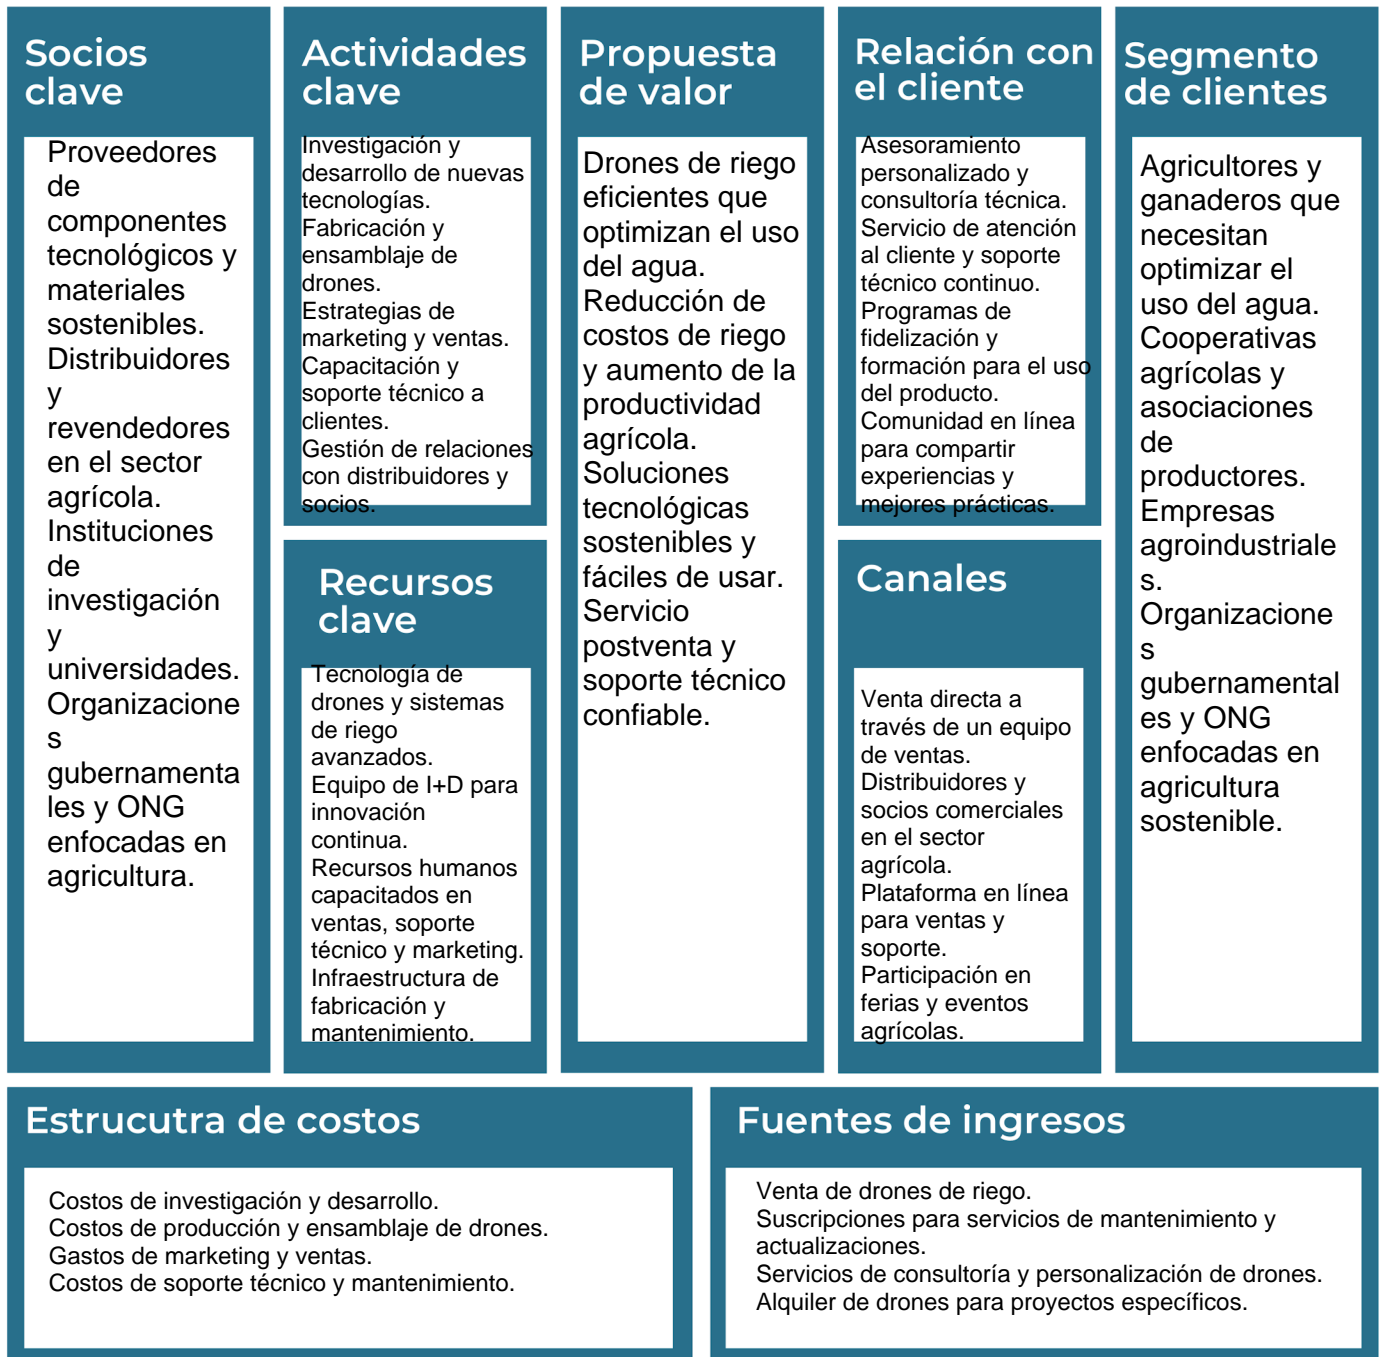 Socios
clave
Proveedores
de
componentes
tecnológicos y
materiales
sostenibles.
Distribuidores
y
revendedores
en el sector
agrícola.
Instituciones
de
investigación
y
universidades.
Organizacione
s
gubernamenta
les y ONG
enfocadas en
agricultura.
Actividades
clave
Investigación y
desarrollo de nuevas
tecnologías.
Fabricación y
ensamblaje de
drones.
Estrategias de
marketing y ventas.
Capacitación y
soporte técnico a
clientes.
Gestión de relaciones
con distribuidores y
socios.
Recursos
clave
Tecnología de
drones y sistemas
de riego
avanzados.
Equipo de I+D para
innovación
continua.
Recursos humanos
capacitados en
ventas, soporte
técnico y marketing.
Infraestructura de
fabricación y
mantenimiento.
Propuesta
de valor
Drones de riego
eficientes que
optimizan el uso
del agua.
Reducción de
costos de riego
y aumento de la
productividad
agrícola.
Soluciones
tecnológicas
sostenibles y
fáciles de usar.
Servicio
postventa y
soporte técnico
confiable.
Relación con
el cliente
Asesoramiento
personalizado y
consultoría técnica.
Servicio de atención
al cliente y soporte
técnico continuo.
Programas de
fidelización y
formación para el uso
del producto.
Comunidad en línea
para compartir
experiencias y
mejores prácticas.
Canales
Venta directa a
través de un equipo
de ventas.
Distribuidores y
socios comerciales
en el sector
agrícola.
Plataforma en línea
para ventas y
soporte.
Participación en
ferias y eventos
agrícolas.
Segmento
de clientes
Agricultores y
ganaderos que
necesitan
optimizar el
uso del agua.
Cooperativas
agrícolas y
asociaciones
de
productores.
Empresas
agroindustriale
s.
Organizacione
s
gubernamental
es y ONG
enfocadas en
agricultura
sostenible.
Estrucutra de costos
Costos de investigación y desarrollo.
Costos de producción y ensamblaje de drones.
Gastos de marketing y ventas.
Costos de soporte técnico y mantenimiento.
Fuentes de ingresos
Venta de drones de riego.
Suscripciones para servicios de mantenimiento y
actualizaciones.
Servicios de consultoría y personalización de drones.
Alquiler de drones para proyectos específicos.